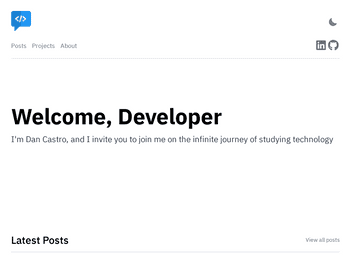 </>
Posts Projects About
Welcome, Developer
I'm Dan Castro, and I invite you to join me on the infinite journey of studying technology
Latest Posts
View all posts